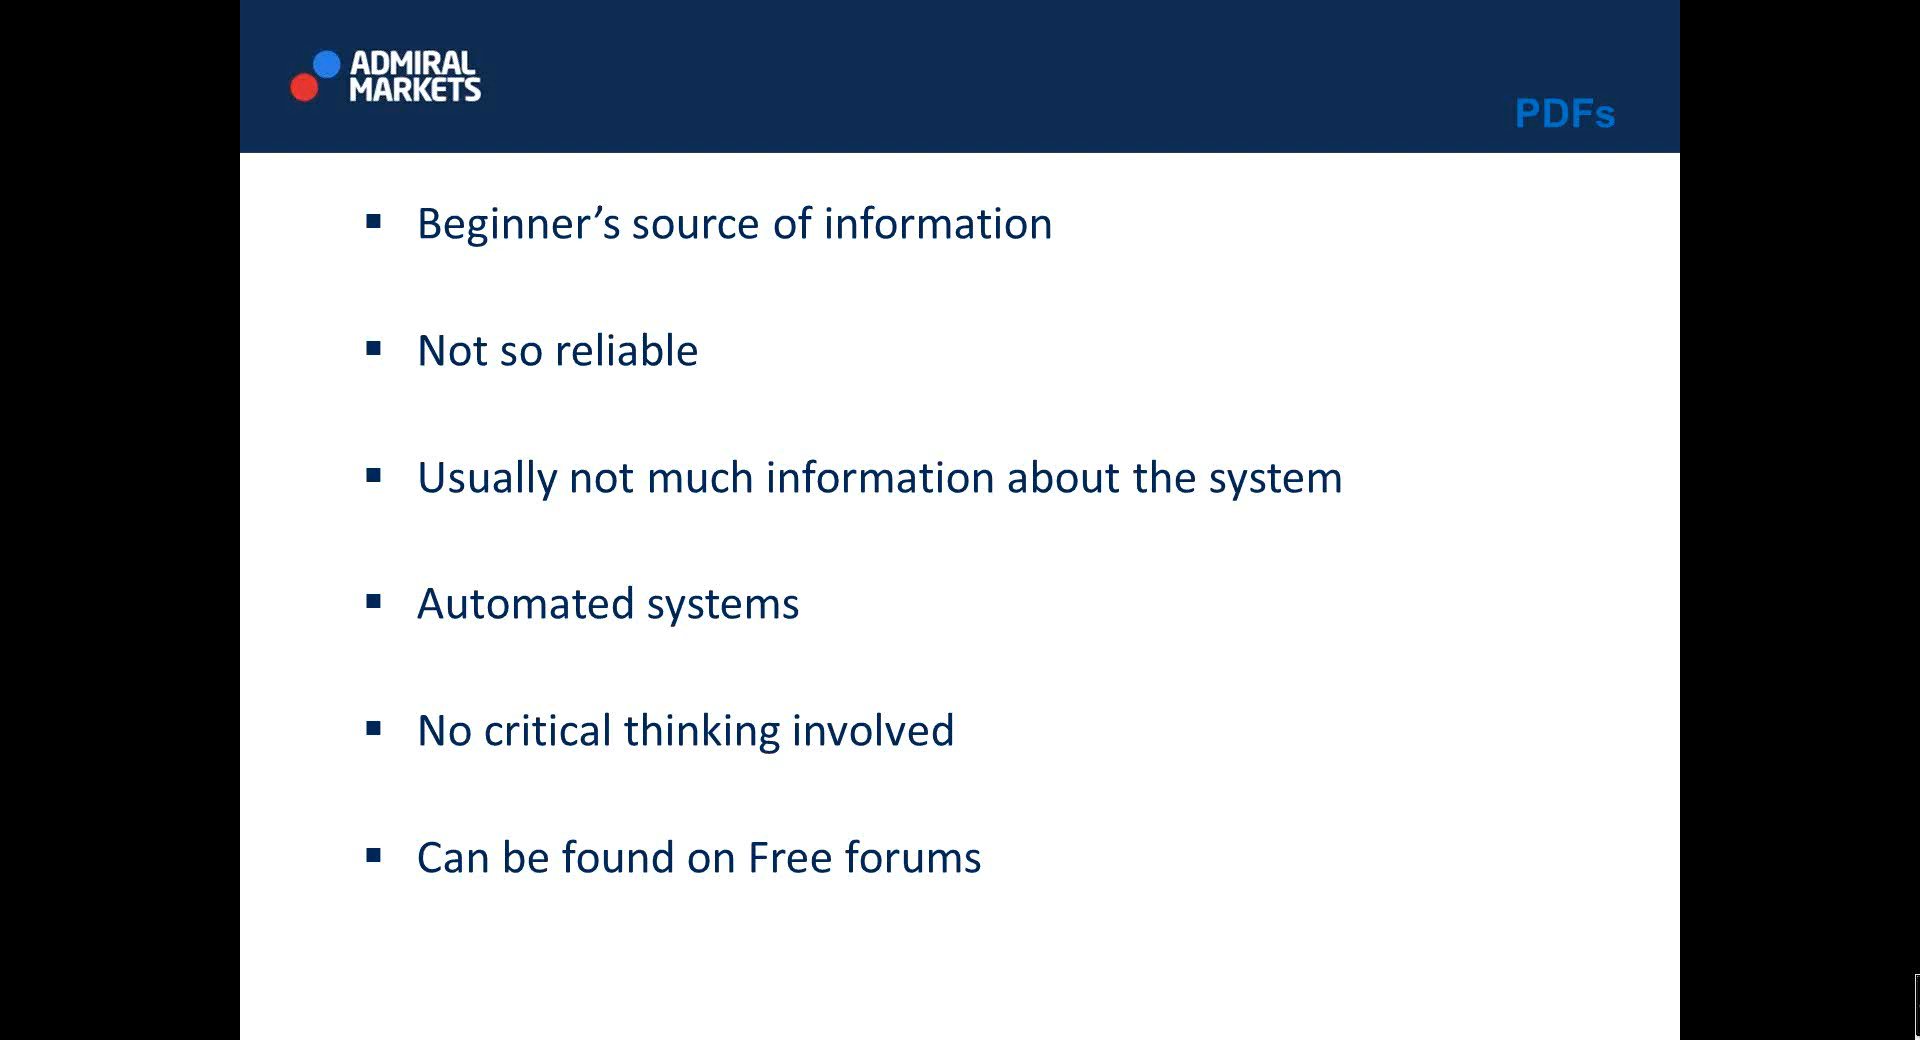 ADMIRAL
MARKETS
PDFs
▪ Beginner’s source of information
▪ Not so reliable
▪ Usually not much information about the system
▪ Automated systems
▪ No critical thinking involved
▪ Can be found on Free forums